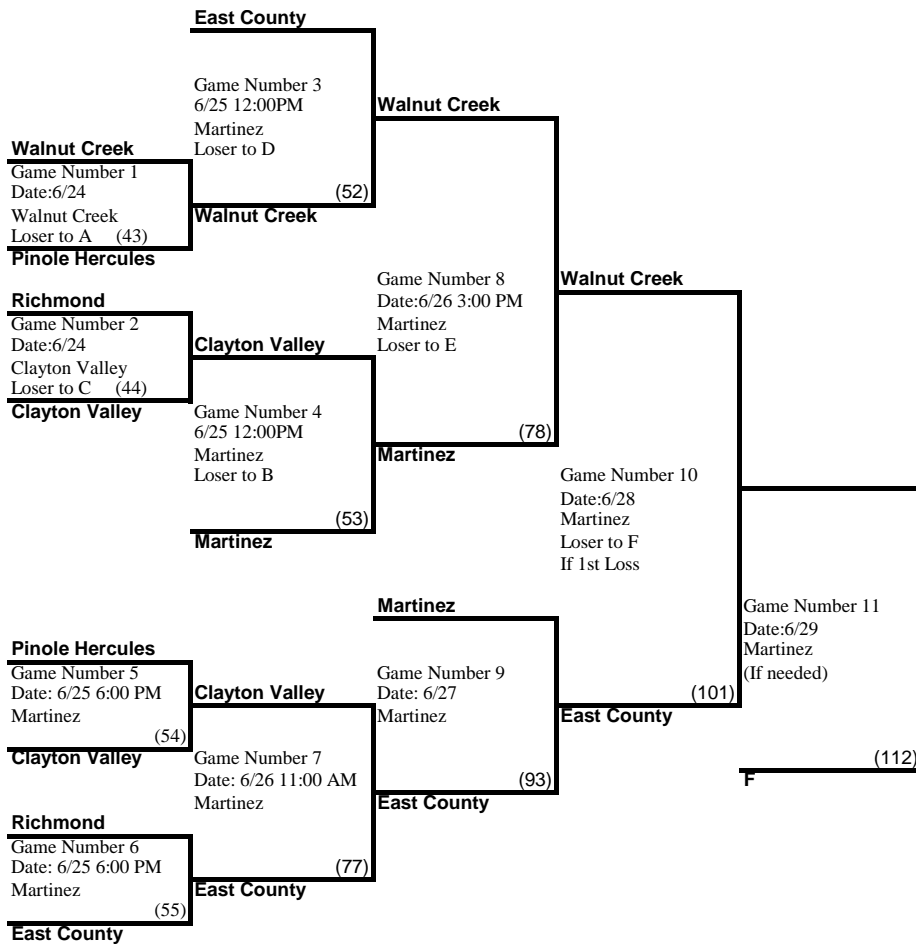 East County
Game Number 3
6/25 12:00PM
Martinez
Loser to D
(52)
Walnut Creek
Walnut Creek
Game Number 1
Date:6/24
Walnut Creek
Loser to A (43)
Pinole Hercules
Walnut Creek
Richmond
Game Number 2
Date:6/24
Clayton Valley
Loser to C (44)
Clayton Valley
Clayton Valley
Game Number 4
6/25 12:00PM
Martinez
Loser to B
(53)
Martinez
Game Number 8
Date:6/26 3:00 PM
Martinez
Loser to E
(78)
Martinez
Walnut Creek
Game Number 10
Date:6/28
Martinez
Loser to F
If 1st Loss
(101)
East County
Martinez
Game Number 9
Date: 6/27
Martinez
(93)
East County
Pinole Hercules
Game Number 5
Date: 6/25 6:00 PM
Martinez
(54)
Clayton Valley
Clayton Valley
Game Number 7
Date: 6/26 11:00 AM
Martinez
(77)
East County
Richmond
Game Number 6
Date: 6/25 6:00 PM
Martinez
(55)
East County
Game Number 11
Date:6/29
Martinez
(If needed)
(112)
F